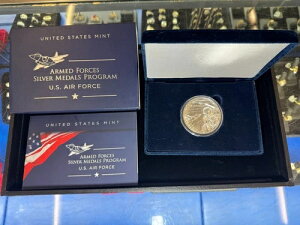 UNITED STATES MINT
ARMED FORCES
SILVER MEDALS PROGRAM
U.S. AIR FORCE
UNITED STATES MINT
ARMED FORCES
SILVER MEDALS PROGRAM
U.S. AIR FORCE